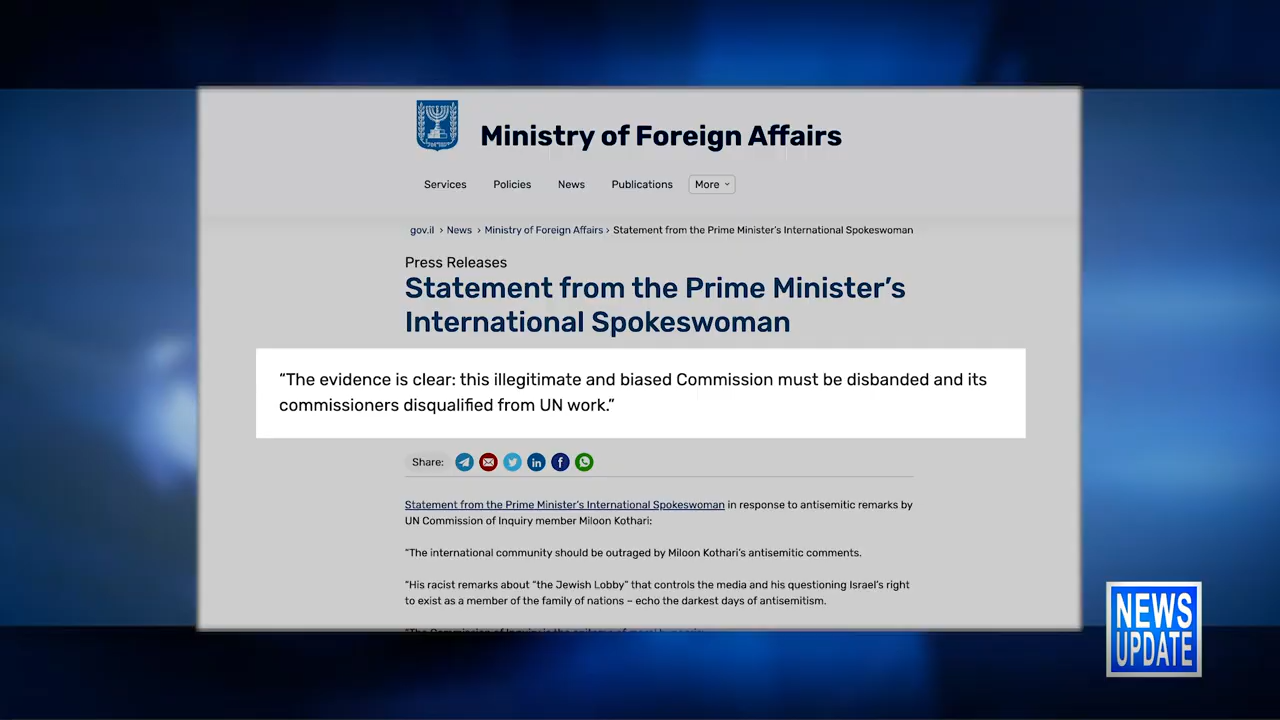 Ministry of Foreign Affairs
Services Policies News Publications More
gov.il › News › Ministry of Foreign Affairs › Statement from the Prime Minister’s International Spokeswoman
Press Releases
Statement from the Prime Minister’s
International Spokeswoman
“The evidence is clear: this illegitimate and biased Commission must be disbanded and its
commissioners disqualified from UN work.”
Share:
Statement from the Prime Minister’s International Spokeswoman in response to antisemitic remarks by
UN Commission of Inquiry member Miloon Kothari:
“The international community should be outraged by Miloon Kothari’s antisemitic comments.
“His racist remarks about “the Jewish Lobby” that controls the media and his questioning Israel’s right
to exist as a member of the family of nations – echo the darkest days of antisemitism.
NEWS
UPDATE